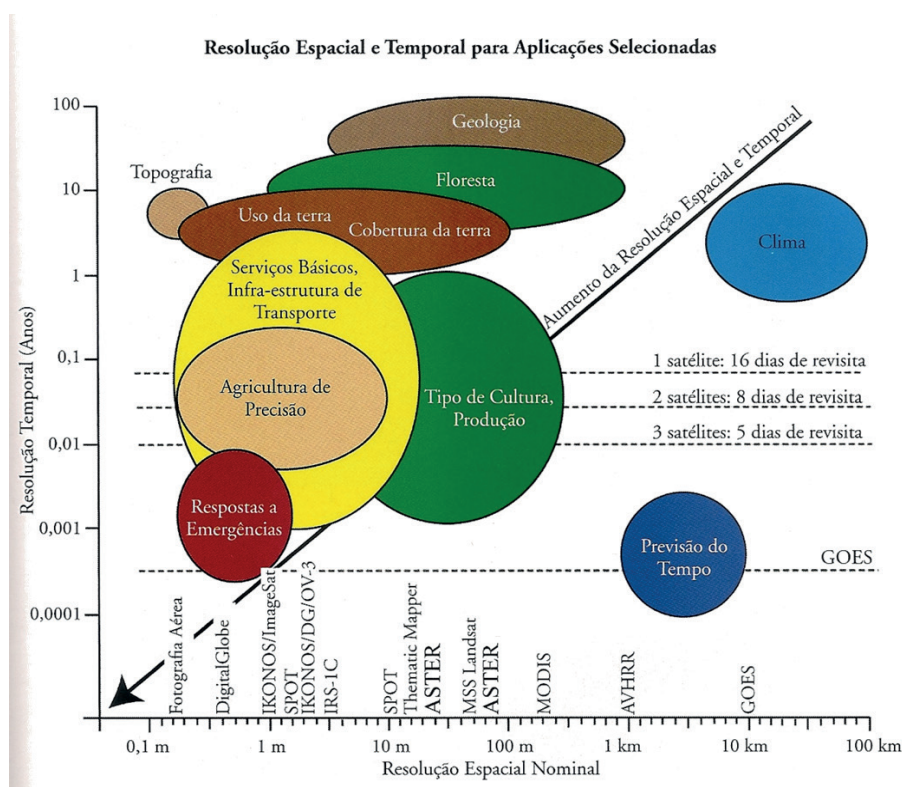 Resolução Espacial e Temporal para Aplicações Selecionadas
Resolução Temporal (Anos)
100
10
1
0,1
0,01
0,001
0,0001
Geologia
Topografia
Floresta
Uso da terra
Cobertura da terra
Serviços Básicos,
Infra-estrutura de
Transporte
Agricultura de
Precisão
Tipo de Cultura,
Produção
Respostas a
Emergências
Clima
Previsão do
Tempo
Aumento da Resolução Espacial e Temporal
1 satélite: 16 dias de revisita
2 satélites: 8 dias de revisita
3 satélites: 5 dias de revisita
GOES
Fotografia Aérea
DigitalGlobe
IKONOS/ImageSat
SPOT
IKONOS/DG/OV-3
IRS-1C
SPOT
Thematic Mapper
ASTER
MSS Landsat
ASTER
MODIS
AVHRR
GOES
0,1 m
1 m
10 m
100 m
1 km
10 km
100 km
Resolução Espacial Nominal